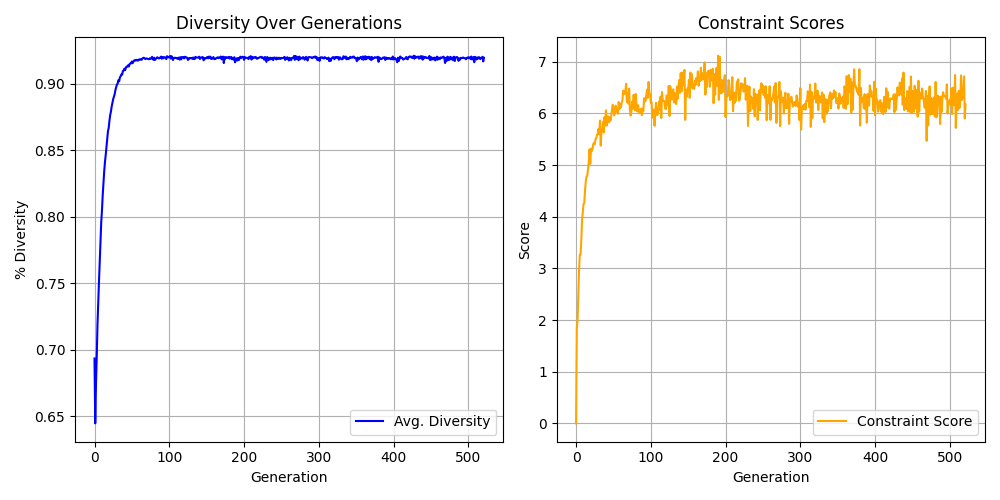 Diversity Over Generations
% Diversity
0.90
0.85
0.80
0.75
0.70
0.65
0 100 200 300 400 500
Generation
Avg. Diversity
Constraint Scores
Score
7
6
5
4
3
2
1
0
0 100 200 300 400 500
Generation
Constraint Score